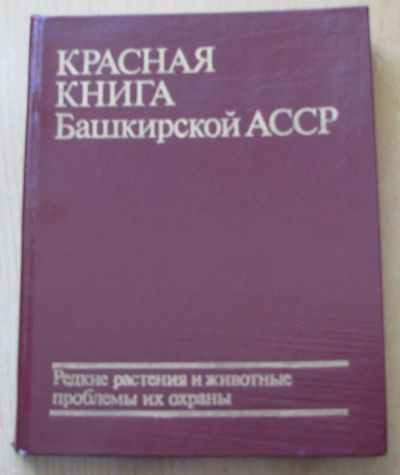 КРАСНАЯ
КНИГА
Башкирской АССР
Редкие растения и животные
проблемы их охраны